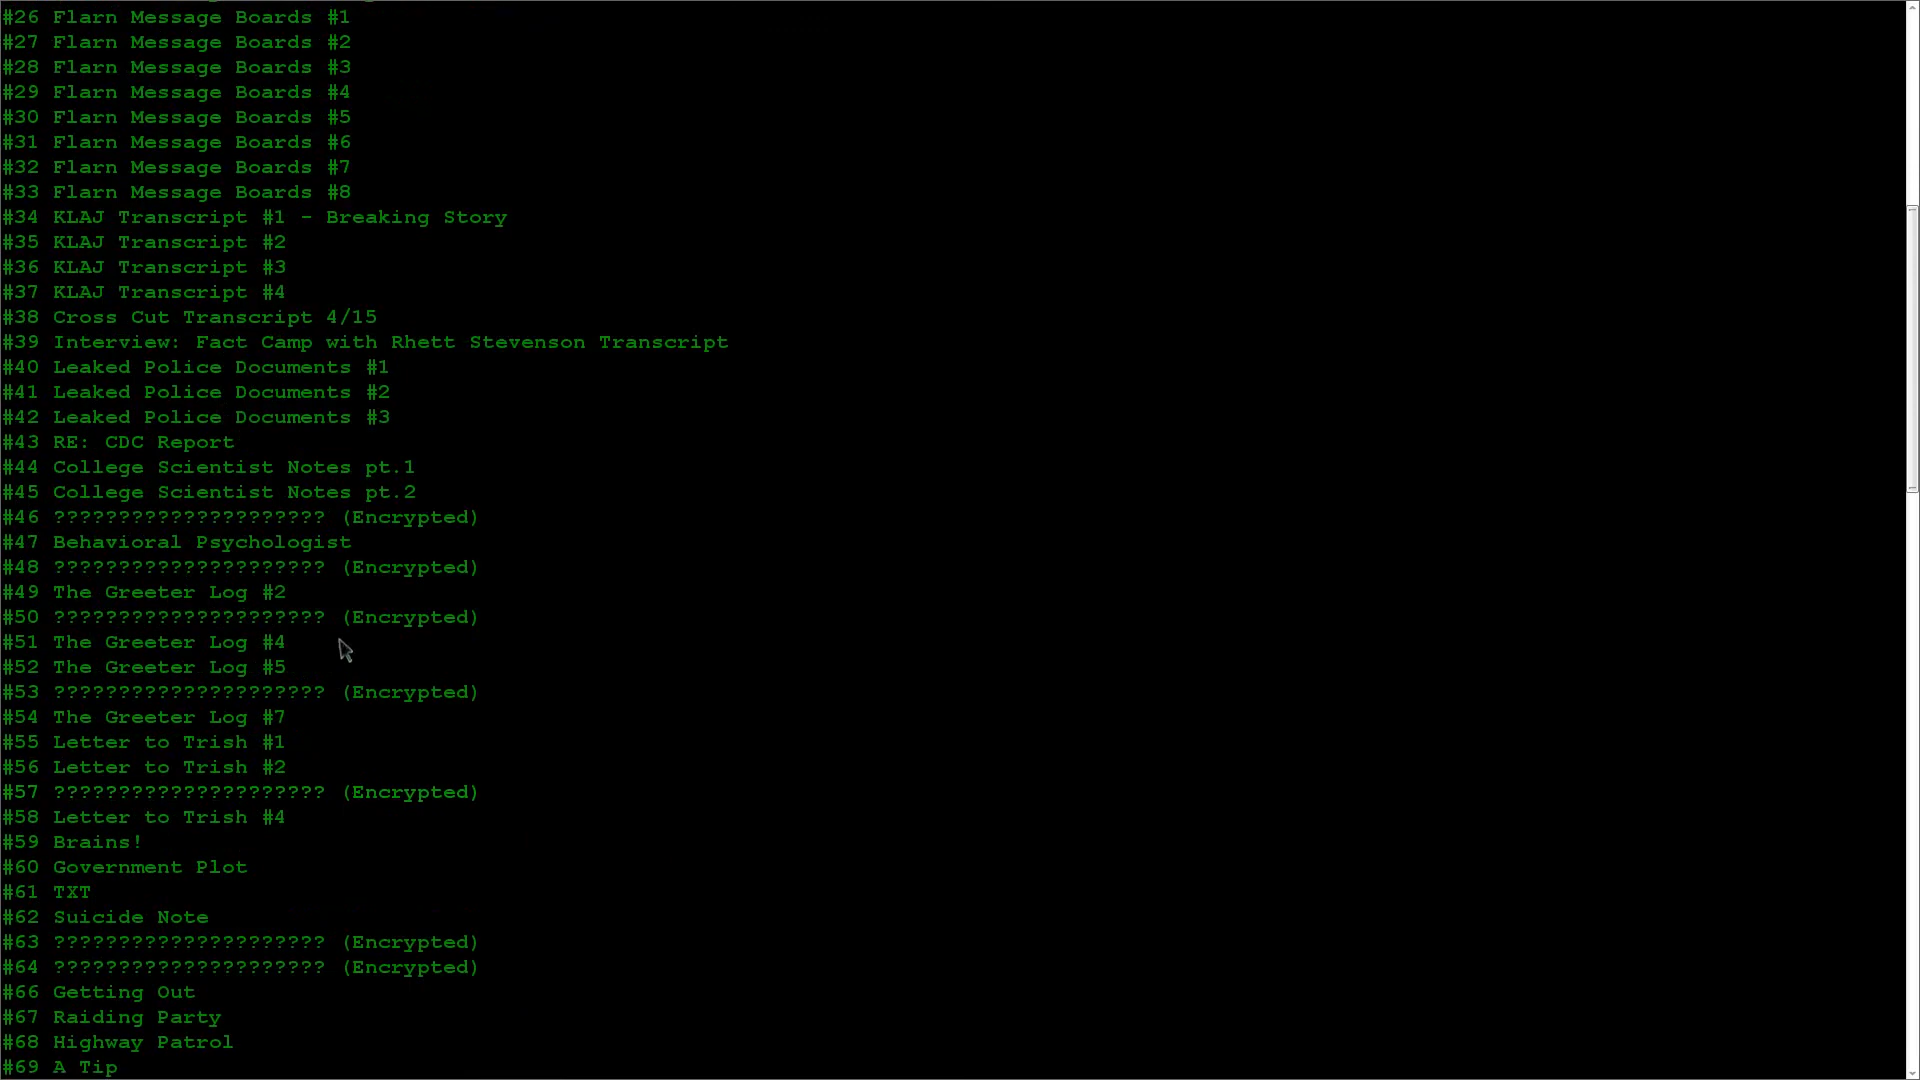 #26 Flarn Message Boards #1
#27 Flarn Message Boards #2
#28 Flarn Message Boards #3
#29 Flarn Message Boards #4
#30 Flarn Message Boards #5
#31 Flarn Message Boards #6
#32 Flarn Message Boards #7
#33 Flarn Message Boards #8
#34 KLAJ Transcript #1 - Breaking Story
#35 KLAJ Transcript #2
#36 KLAJ Transcript #3
#37 KLAJ Transcript #4
#38 Cross Cut Transcript 4/15
#39 Interview: Fact Camp with Rhett Stevenson Transcript
#40 Leaked Police Documents #1
#41 Leaked Police Documents #2
#42 Leaked Police Documents #3
#43 RE: CDC Report
#44 College Scientist Notes pt.1
#45 College Scientist Notes pt.2
#46 ????????????????????? (Encrypted)
#47 Behavioral Psychologist
#48 ????????????????????? (Encrypted)
#49 The Greeter Log #2
#50 ????????????????????? (Encrypted)
#51 The Greeter Log #4
#52 The Greeter Log #5
#53 ????????????????????? (Encrypted)
#54 The Greeter Log #7
#55 Letter to Trish #1
#56 Letter to Trish #2
#57 ????????????????????? (Encrypted)
#58 Letter to Trish #4
#59 Brains!
#60 Government Plot
#61 TXT
#62 Suicide Note
#63 ????????????????????? (Encrypted)
#64 ????????????????????? (Encrypted)
#66 Getting Out
#67 Raiding Party
#68 Highway Patrol
#69 A Tip